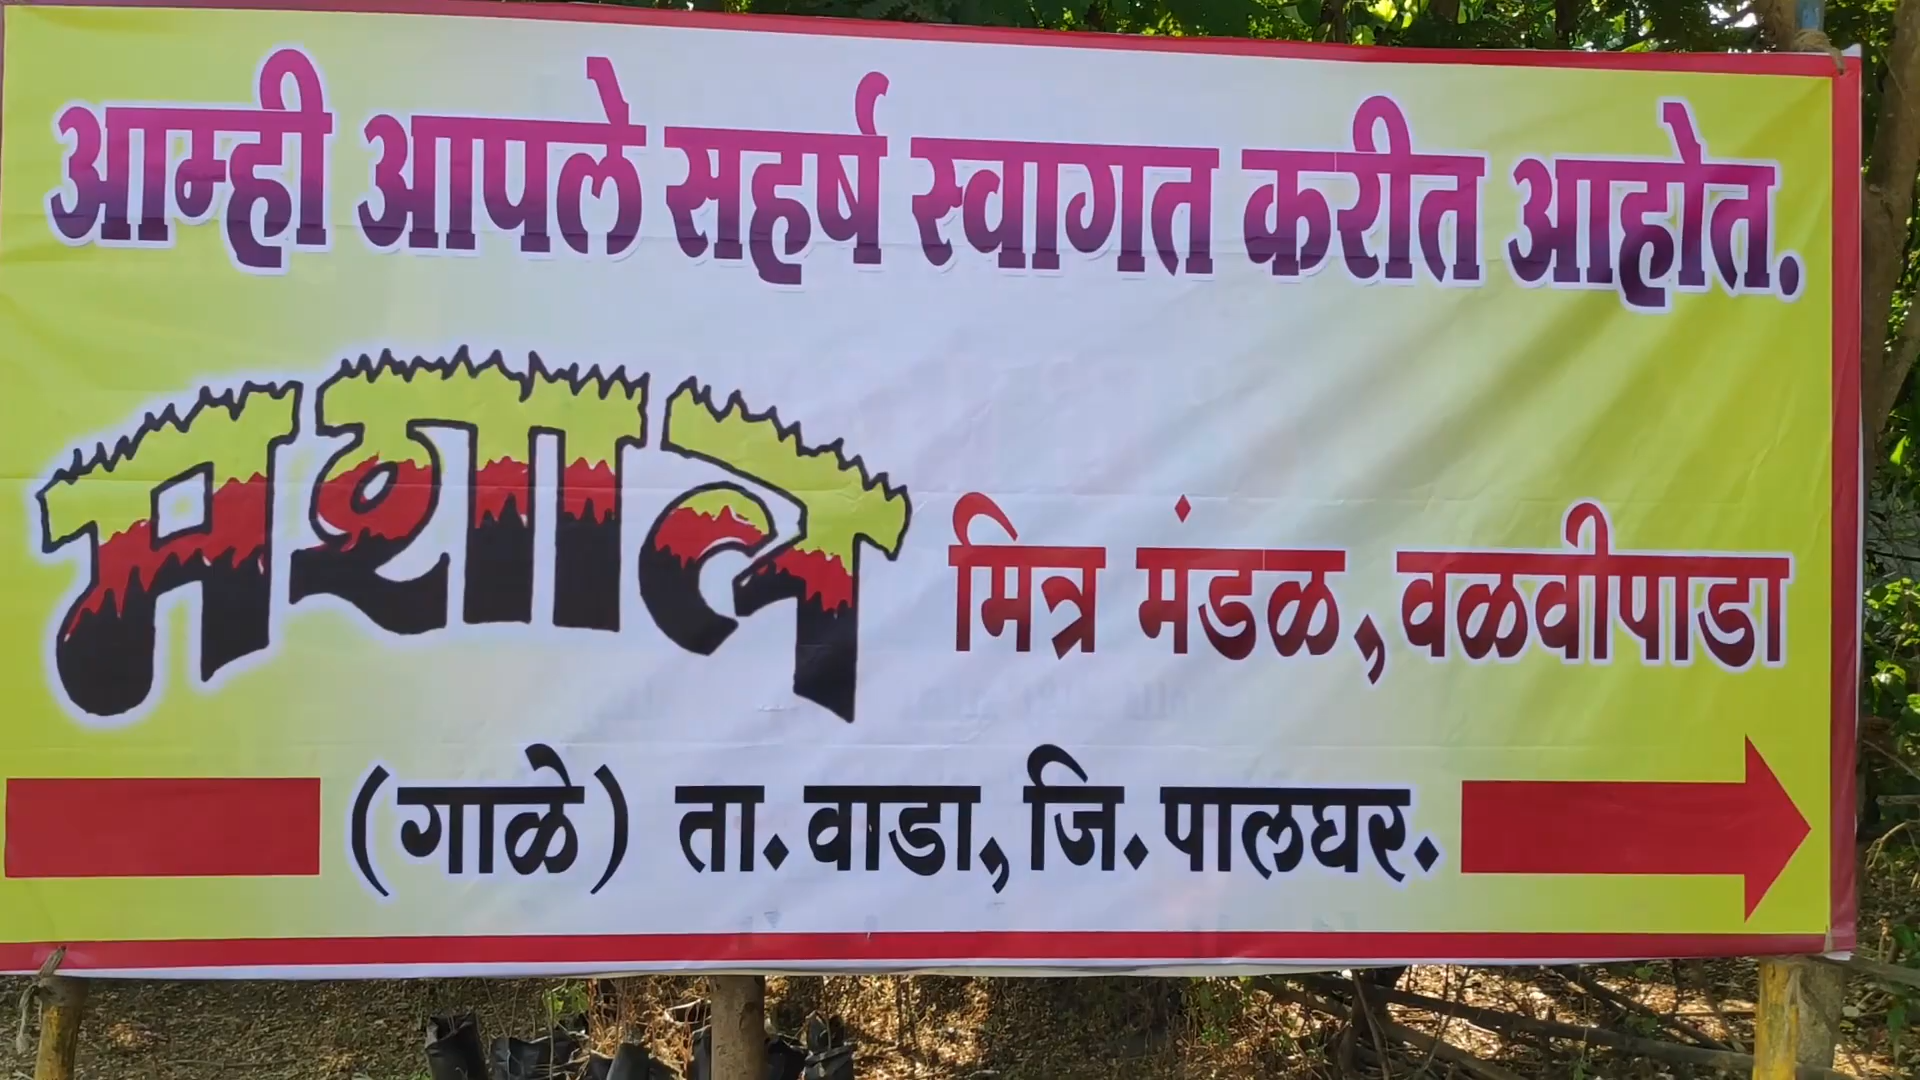 आम्ही आपले सहर्ष स्वागत करीत आहोत.
मशाल मित्र मंडळ, वळवीपाडा
(गाळे) ता. वाडा, जि. पालघर.